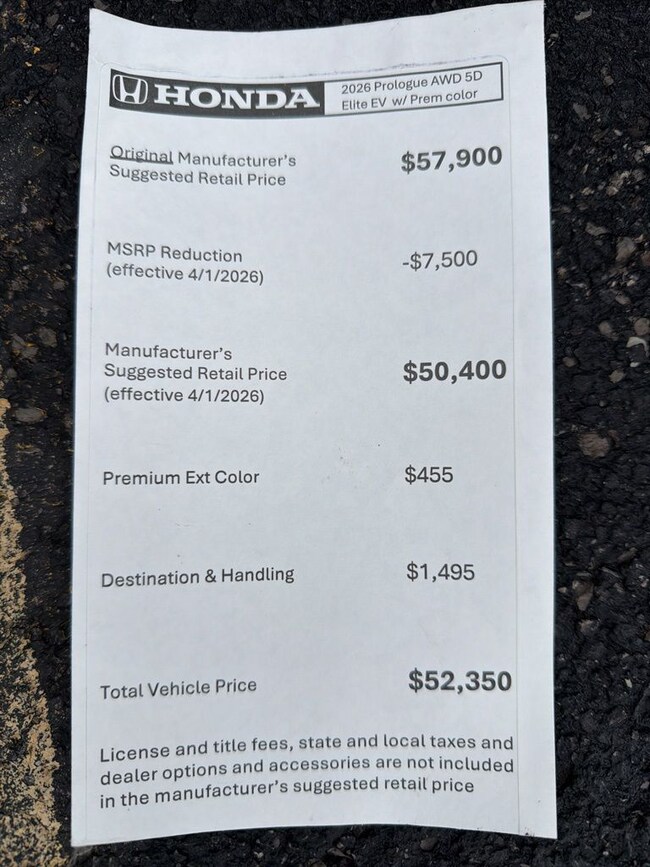 HONDA
2026 Prologue AWD 5D
Elite EV w/ Prem color
Original Manufacturer's
Suggested Retail Price
$57,900
MSRP Reduction
(effective 4/1/2026)
-$7,500
Manufacturer's
Suggested Retail Price
(effective 4/1/2026)
$50,400
Premium Ext Color
$455
Destination & Handling
$1,495
Total Vehicle Price
$52,350
License and title fees, state and local taxes and
dealer options and accessories are not included
in the manufacturer's suggested retail price